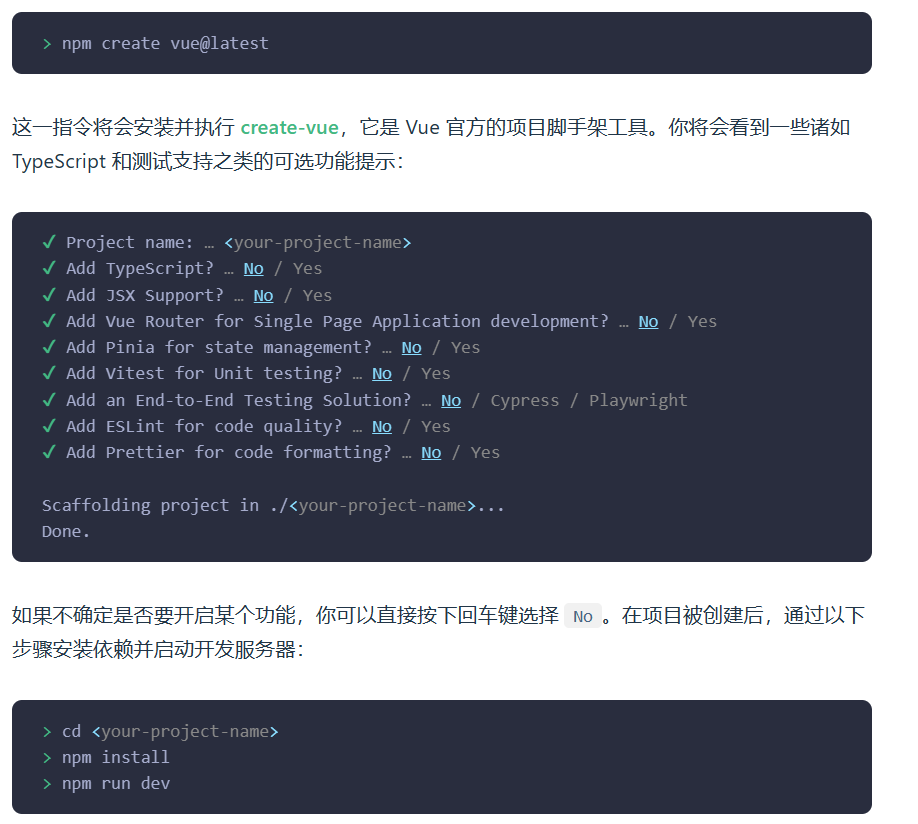 > npm create vue@latest
这一指令将会安装并执行 create-vue，它是 Vue 官方的项目脚手架工具。你将会看到一些诸如
TypeScript 和测试支持之类的可选功能提示：
✔ Project name: … <your-project-name>
✔ Add TypeScript? … No / Yes
✔ Add JSX Support? … No / Yes
✔ Add Vue Router for Single Page Application development? … No / Yes
✔ Add Pinia for state management? … No / Yes
✔ Add Vitest for Unit testing? … No / Yes
✔ Add an End-to-End Testing Solution? … No / Cypress / Playwright
✔ Add ESLint for code quality? … No / Yes
✔ Add Prettier for code formatting? … No / Yes
Scaffolding project in ./<your-project-name>...
Done.
如果不确定是否要开启某个功能，你可以直接按下回车键选择 No。在项目被创建后，通过以下
步骤安装依赖并启动开发服务器：
> cd <your-project-name>
> npm install
> npm run dev